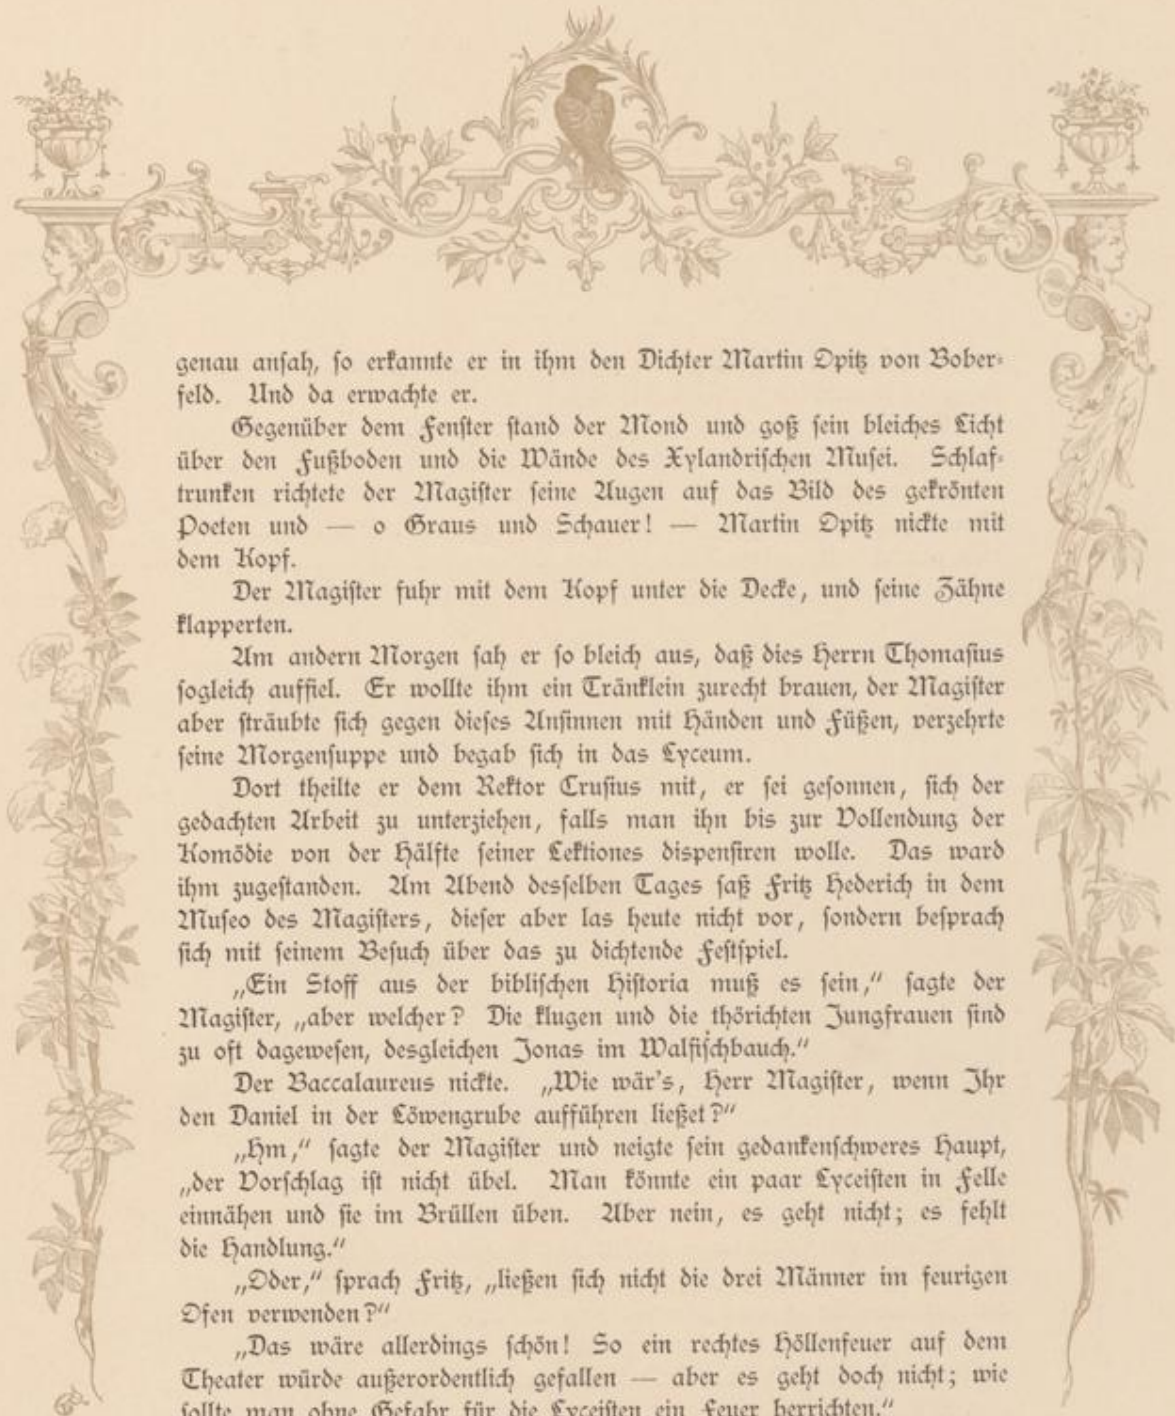 genau ansah, so erkannte er in ihm den Dichter Martin Opitz von Bober-
feld. Und da erwachte er.
Gegenüber dem Fenster stand der Mond und goß sein bleiches Licht
über den Fußboden und die Wände des Xylandrischen Musei. Schlaf-
trunken richtete der Magister seine Augen auf das Bild des gekrönten
Poeten und — o Graus und Schauer! — Martin Opitz nickte mit
dem Kopf.
Der Magister fuhr mit dem Kopf unter die Decke, und seine Zähne
klapperten.
Am andern Morgen sah er so bleich aus, daß dies Herrn Thomasius
sogleich auffiel. Er wollte ihm ein Tränklein zurecht brauen, der Magister
aber sträubte sich gegen dieses Ansinnen mit Händen und Füßen, verzehrte
seine Morgensuppe und begab sich in das Lyceum.
Dort theilte er dem Rektor Crusius mit, er sei gesonnen, sich der
gedachten Arbeit zu unterziehen, falls man ihn bis zur Vollendung der
Komödie von der Hälfte seiner Lektiones dispensiren wolle. Das ward
ihm zugestanden. Am Abend desselben Tages saß Fritz Hederich in dem
Museo des Magisters, dieser aber las heute nicht vor, sondern besprach
sich mit seinem Besuch über das zu dichtende Festspiel.
„Ein Stoff aus der biblischen Historia muß es sein,“ sagte der
Magister, „aber welcher? Die klugen und die thörichten Jungfrauen sind
zu oft dagewesen, desgleichen Jonas im Walfischbauch.“
Der Baccalaureus nickte. „Wie wär's, Herr Magister, wenn Ihr
den Daniel in der Löwengrube aufführen ließet?“
„Hm,“ sagte der Magister und neigte sein gedankenschweres Haupt,
„der Vorschlag ist nicht übel. Man könnte ein paar Lyceisten in Felle
einnähen und sie im Brüllen üben. Aber nein, es geht nicht; es fehlt
die Handlung.“
„Oder,“ sprach Fritz, „ließen sich nicht die drei Männer im feurigen
Ofen verwenden?“
„Das wäre allerdings schön! So ein rechtes Höllenfeuer auf dem
Theater würde außerordentlich gefallen — aber es geht doch nicht; wie
sollte man ohne Gefahr für die Lyceisten ein Feuer herrichten.“